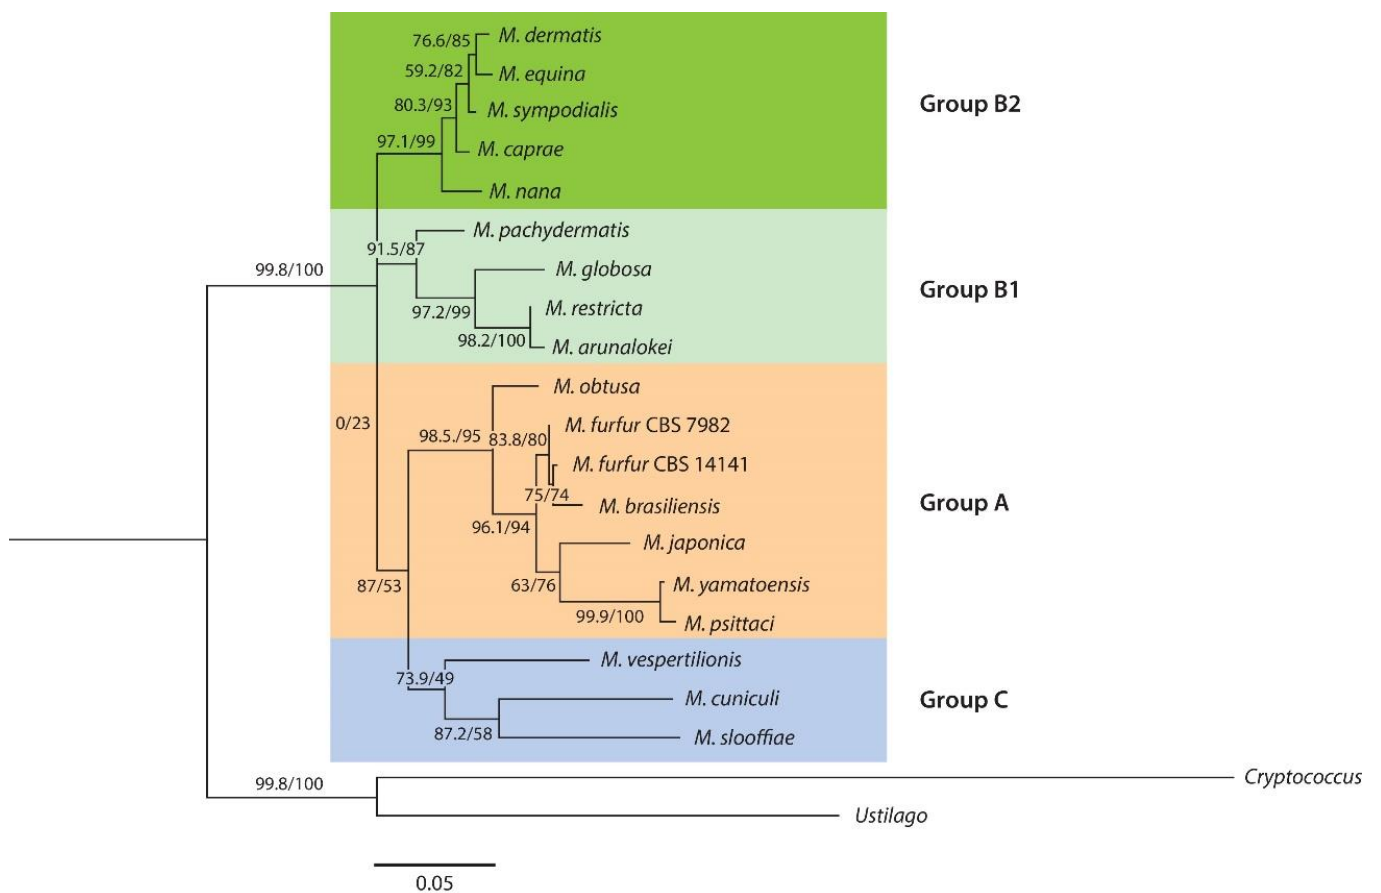 76.6/85
M. dermatis
59.2/82
M. equina
80.3/93
M. sympodialis
Group B2
97.1/99
M. caprae
M. nana
M. pachydermatis
91.5/87
99.8/100
M. globosa
Group B1
97.2/99
M. restricta
98.2/100
M. arunalokei
M. obtusa
0/23
98.5./95
83.8/80
M. furfur CBS 7982
M. furfur CBS 14141
75/74
M. brasiliensis
Group A
96.1/94
M. japonica
87/53
63/76
M. yamatoensis
99.9/100
M. psittaci
M. vespertilionis
73.9/49
M. cuniculi
Group C
87.2/58
M. slooffiae
99.8/100
Cryptococcus
Ustilago
0.05